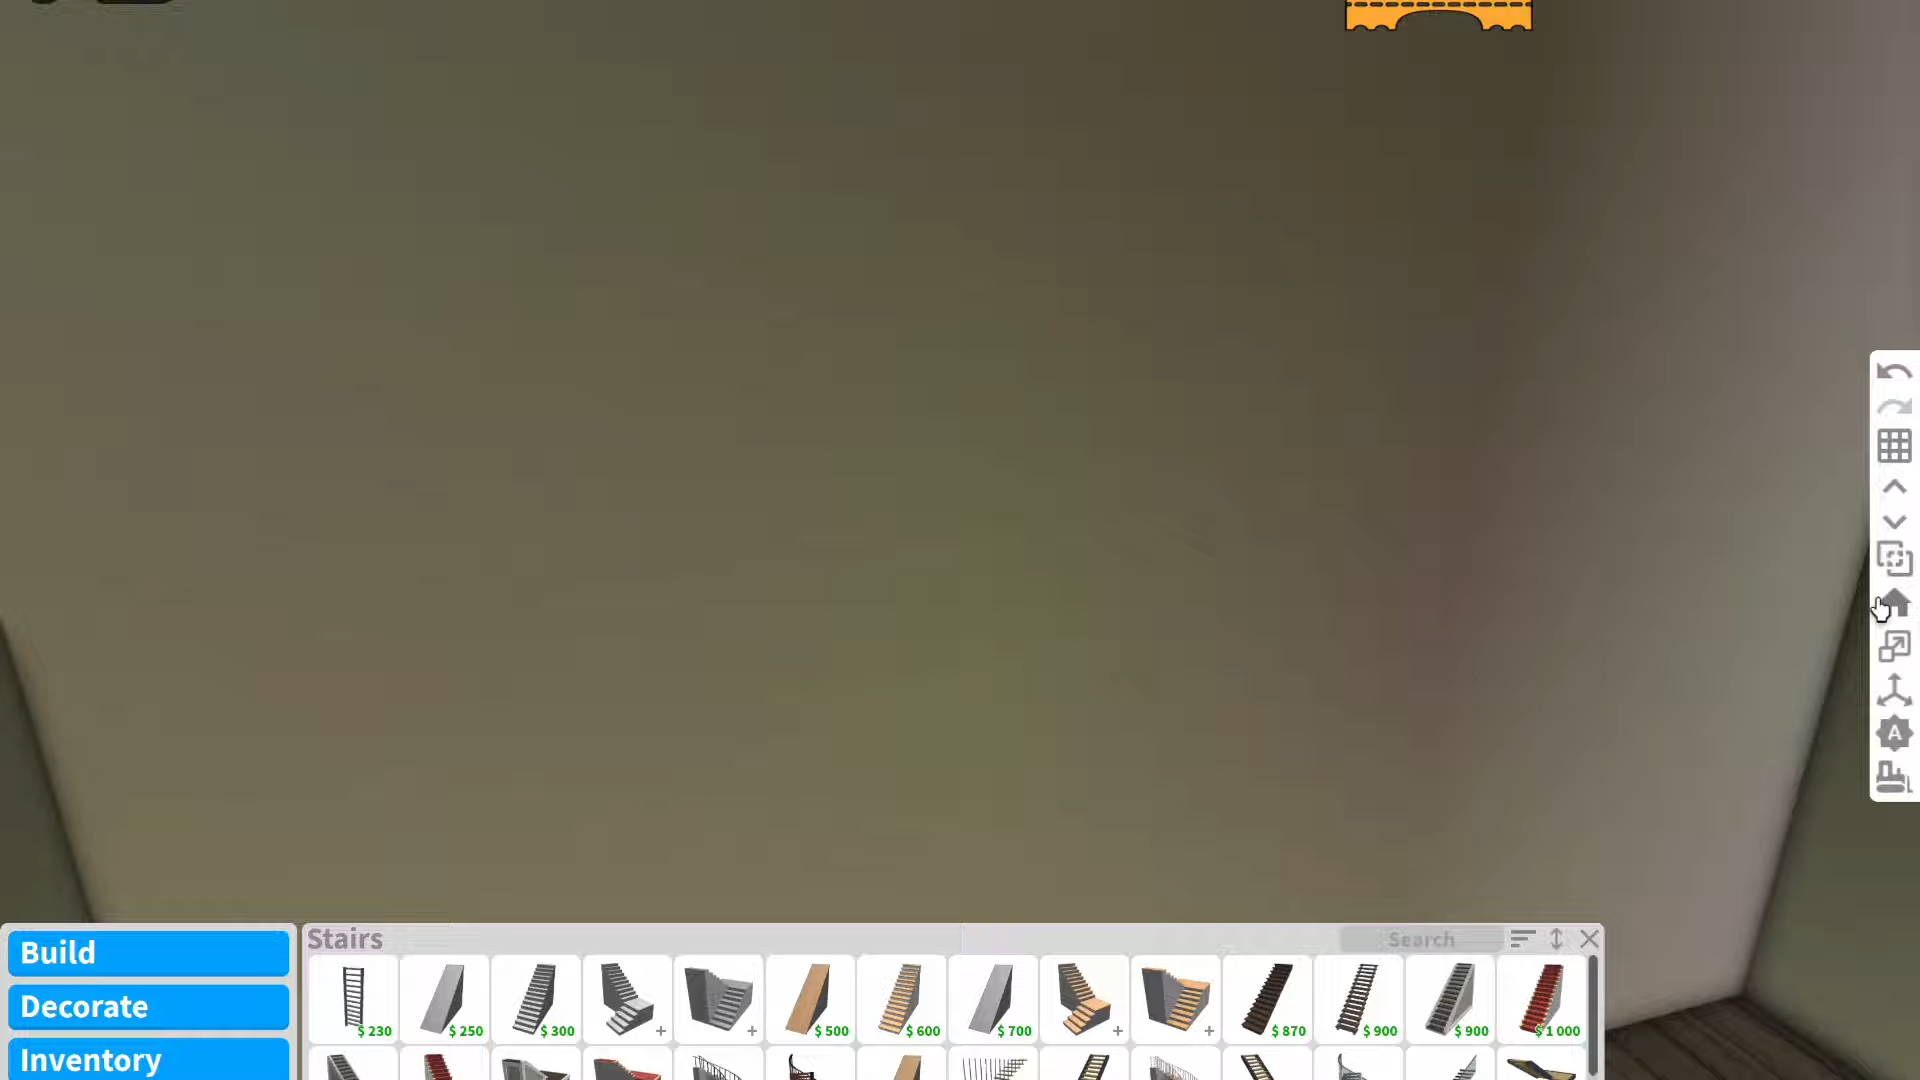 A
Stairs
Search
Build
Decorate
Inventory
$ 230
$ 250
$ 300
+
+
$ 500
$ 600
$ 700
+
+
$ 870
$ 900
$ 900
$ 1 000